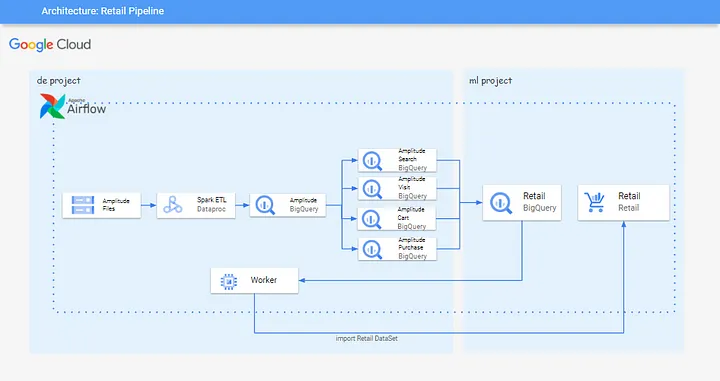 Architecture: Retail Pipeline
Google Cloud
de project
ml project
Apache
Airflow
Amplitude
Files
Spark ETL
Dataproc
Amplitude
BigQuery
Amplitude
Search
BigQuery
Amplitude
Visit
BigQuery
Amplitude
Cart
BigQuery
Amplitude
Purchase
BigQuery
Retail
BigQuery
Retail
Retail
Worker
import Retail DataSet